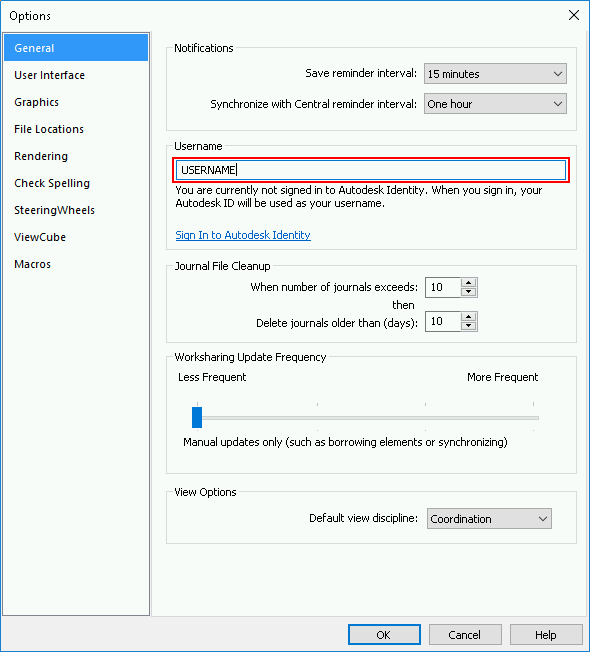 Options
General
User Interface
Graphics
File Locations
Rendering
Check Spelling
SteeringWheels
ViewCube
Macros
Notifications
Save reminder interval: 15 minutes
Synchronize with Central reminder interval: One hour
Username
USERNAME
You are currently not signed in to Autodesk Identity. When you sign in, your
Autodesk ID will be used as your username.
Sign In to Autodesk Identity
Journal File Cleanup
When number of journals exceeds: 10
then
Delete journals older than (days): 10
Worksharing Update Frequency
Less Frequent More Frequent
Manual updates only (such as borrowing elements or synchronizing)
View Options
Default view discipline: Coordination
OK Cancel Help